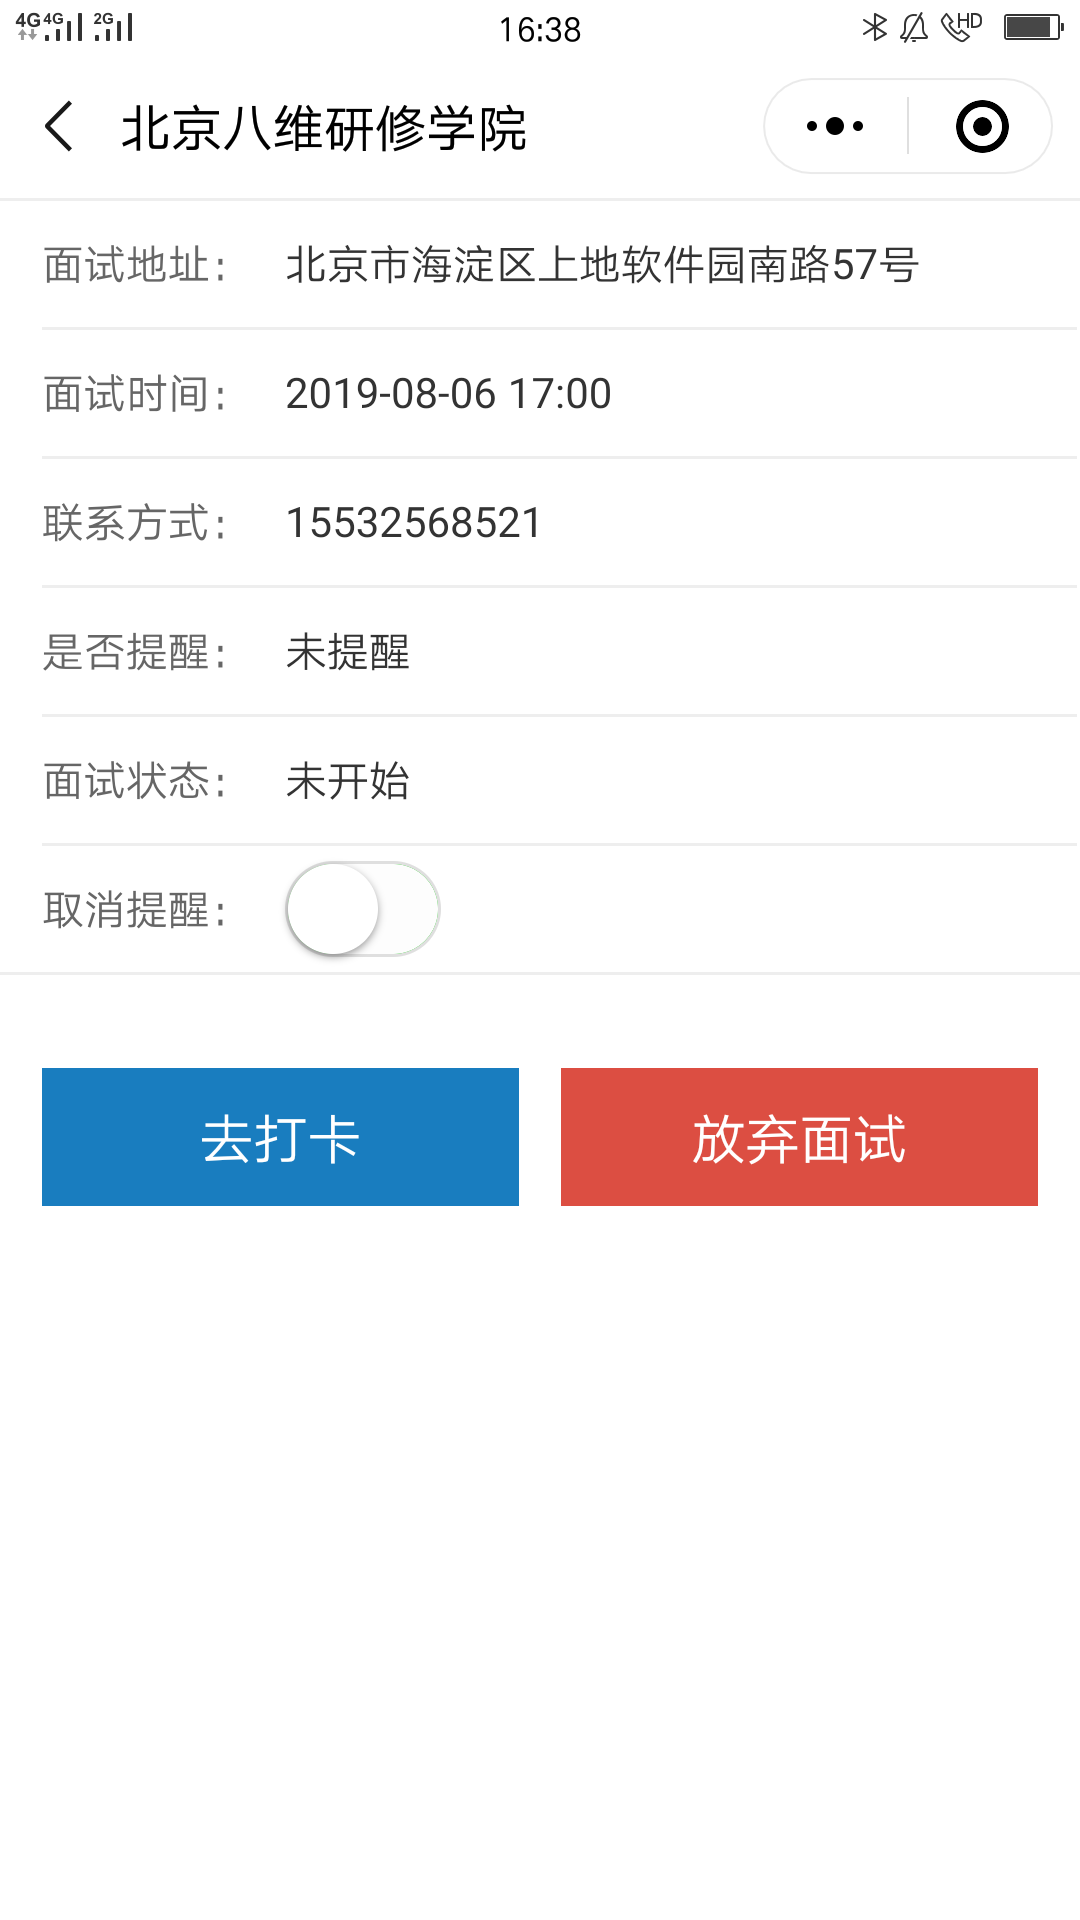 4G 4G 2G 16:38 HD
北京八维研修学院
面试地址: 北京市海淀区上地软件园南路57号
面试时间: 2019-08-06 17:00
联系方式: 15532568521
是否提醒: 未提醒
面试状态: 未开始
取消提醒:
去打卡 放弃面试